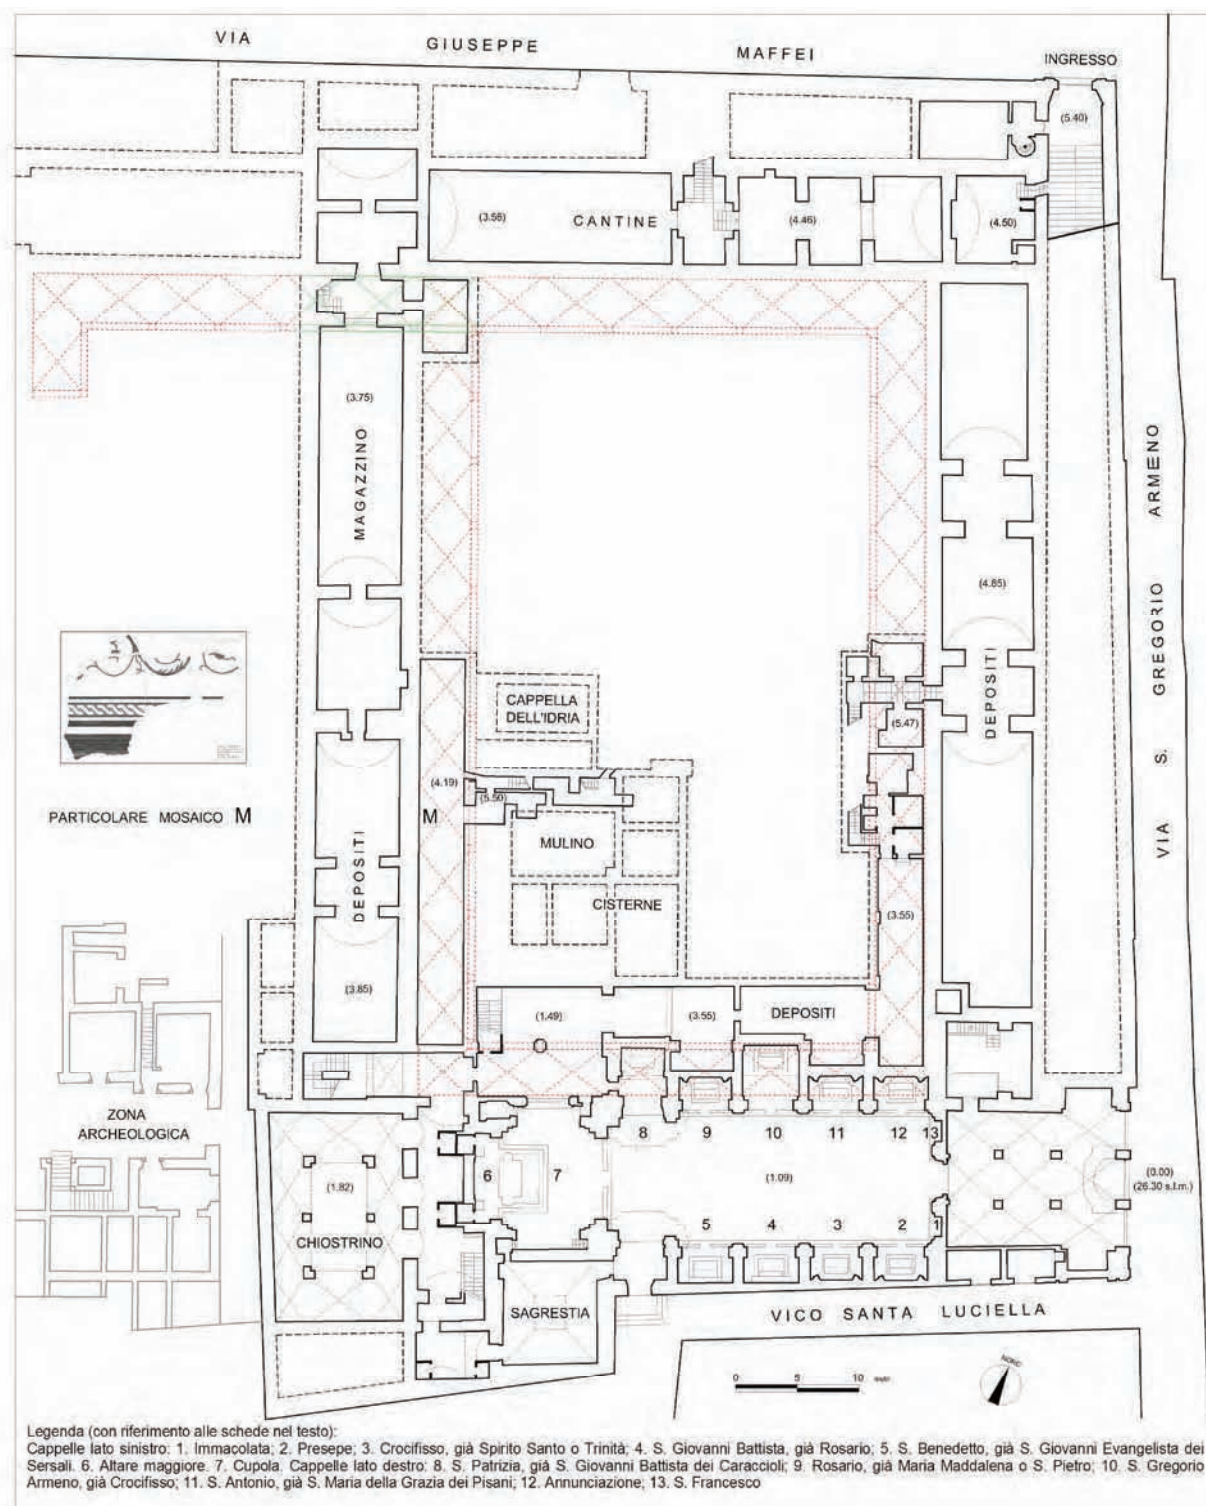 VIA GIUSEPPE MAFFEI
INGRESSO
(5.40)
(3.56)
CANTINE
(4.46)
(4.50)
(3.75)
MAGAZZINO
VIA S. GREGORIO ARMENO
(4.85)
DEPOSITI
CAPPELLA
DELL'IDRIA
(5.47)
(4.19)
(5.50)
M
PARTICOLARE MOSAICO M
MULINO
DEPOSITI
CISTERNE
(3.55)
(3.85)
(1.49)
(3.55)
DEPOSITI
ZONA
ARCHEOLOGICA
8 9 10 11 12 13
6 7
(1.82)
(1.09)
(0.00)
(26.30 s.l.m.)
CHIOSTRINO
5 4 3 2 1
SAGRESTIA
VICO SANTA LUCIELLA
NORD
0 5 10 metri
Legenda (con riferimento alle schede nel testo):
Cappelle lato sinistro: 1. Immacolata; 2. Presepe; 3. Crocifisso, già Spirito Santo o Trinità; 4. S. Giovanni Battista, già Rosario; 5. S. Benedetto, già S. Giovanni Evangelista dei
Sersali. 6. Altare maggiore. 7. Cupola. Cappelle lato destro: 8. S. Patrizia, già S. Giovanni Battista dei Caraccioli; 9. Rosario, già Maria Maddalena o S. Pietro; 10. S. Gregorio
Armeno, già Crocifisso; 11. S. Antonio, già S. Maria della Grazia dei Pisani; 12. Annunciazione; 13. S. Francesco